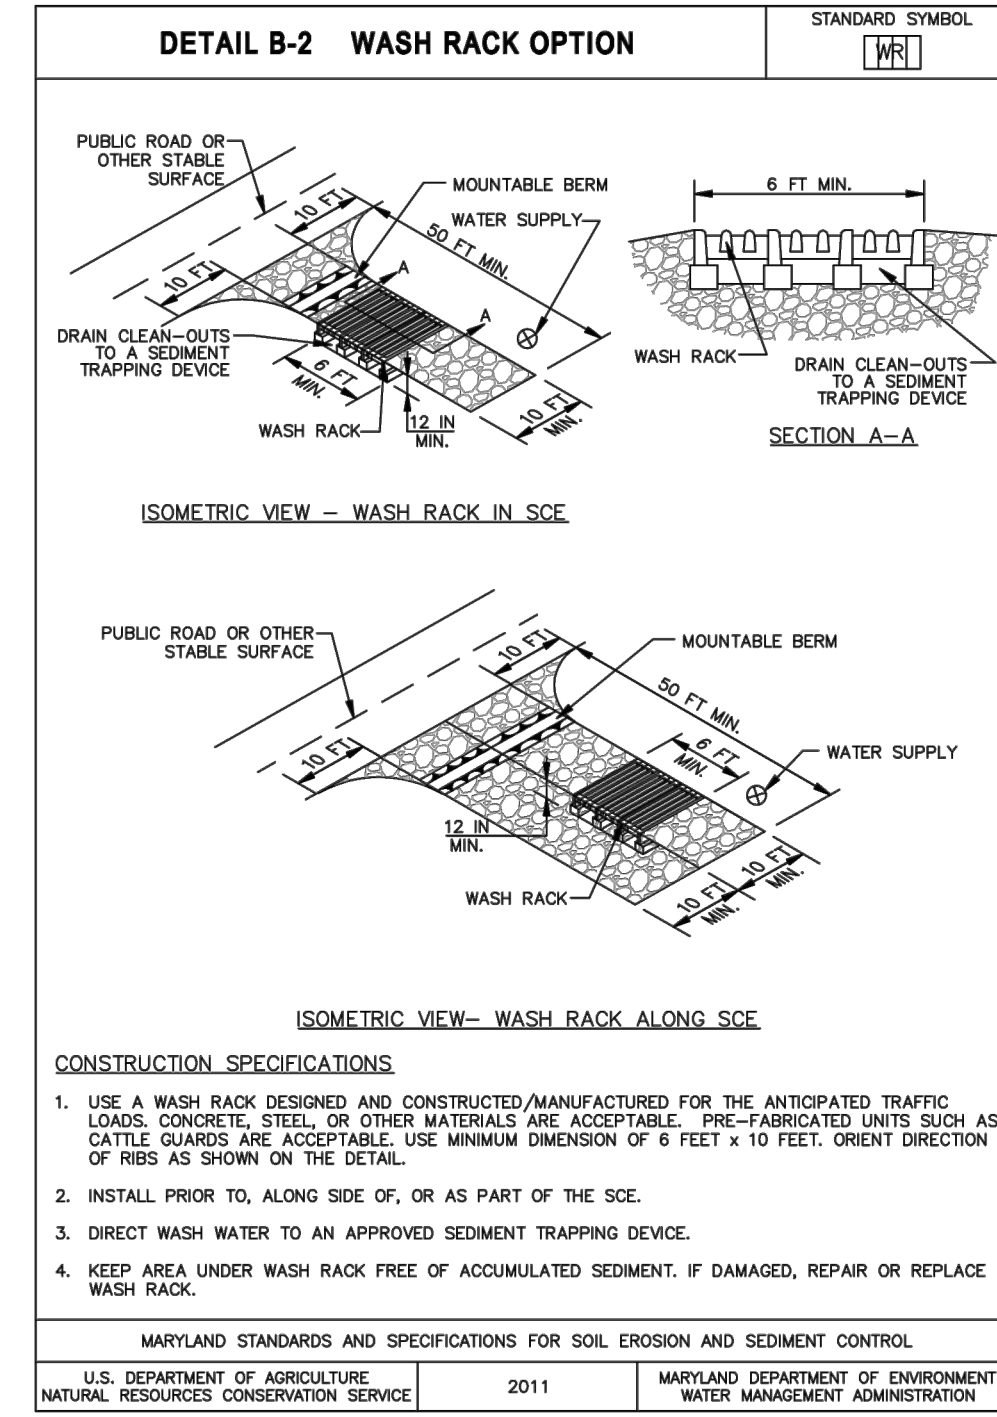 DETAIL B-2 WASH RACK OPTION
STANDARD SYMBOL
WR
PUBLIC ROAD OR
OTHER STABLE
SURFACE
10 FT
MOUNTABLE BERM
WATER SUPPLY
50 FT MIN.
10 FT
A
A
DRAIN CLEAN-OUTS
TO A SEDIMENT
TRAPPING DEVICE
6 FT
MIN.
WASH RACK
12 IN
MIN.
10 FT
MIN.
ISOMETRIC VIEW - WASH RACK IN SCE
6 FT MIN.
WASH RACK
DRAIN CLEAN-OUTS
TO A SEDIMENT
TRAPPING DEVICE
SECTION A-A
PUBLIC ROAD OR OTHER
STABLE SURFACE
10 FT
MOUNTABLE BERM
50 FT MIN.
10 FT
6 FT
MIN.
WATER SUPPLY
12 IN
MIN.
WASH RACK
10 FT
MIN.
10 FT
MIN.
ISOMETRIC VIEW- WASH RACK ALONG SCE
CONSTRUCTION SPECIFICATIONS
1. USE A WASH RACK DESIGNED AND CONSTRUCTED/MANUFACTURED FOR THE ANTICIPATED TRAFFIC
LOADS. CONCRETE, STEEL, OR OTHER MATERIALS ARE ACCEPTABLE. PRE-FABRICATED UNITS SUCH AS
CATTLE GUARDS ARE ACCEPTABLE. USE MINIMUM DIMENSION OF 6 FEET x 10 FEET. ORIENT DIRECTION
OF RIBS AS SHOWN ON THE DETAIL.
2. INSTALL PRIOR TO, ALONG SIDE OF, OR AS PART OF THE SCE.
3. DIRECT WASH WATER TO AN APPROVED SEDIMENT TRAPPING DEVICE.
4. KEEP AREA UNDER WASH RACK FREE OF ACCUMULATED SEDIMENT. IF DAMAGED, REPAIR OR REPLACE
WASH RACK.
MARYLAND STANDARDS AND SPECIFICATIONS FOR SOIL EROSION AND SEDIMENT CONTROL
U.S. DEPARTMENT OF AGRICULTURE
NATURAL RESOURCES CONSERVATION SERVICE
2011
MARYLAND DEPARTMENT OF ENVIRONMENT
WATER MANAGEMENT ADMINISTRATION